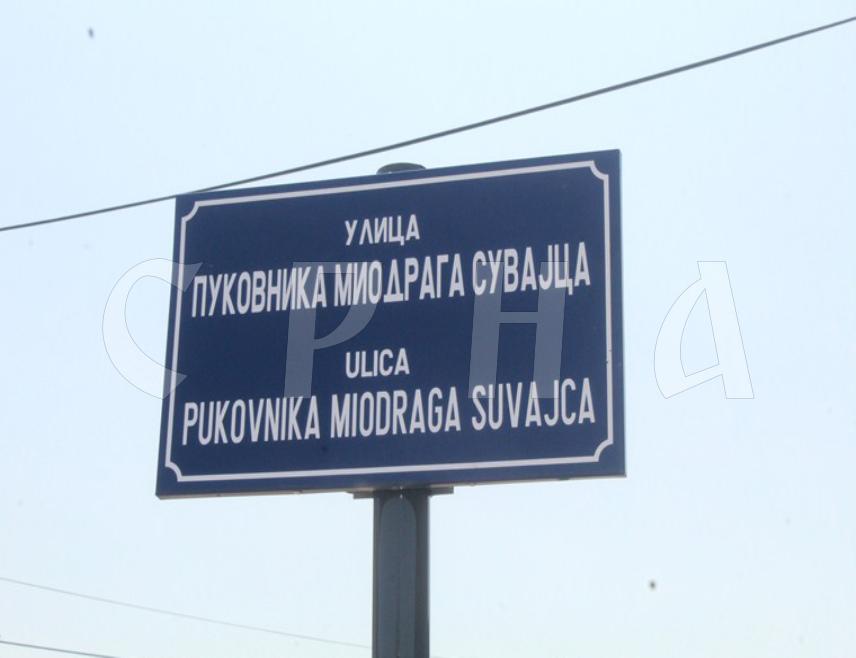 УЛИЦА
ПУКОВНИКА МИОДРАГА СУВАЈЦА
СРНА
ULICA
PUKOVNIKA MIODRAGA SUVAJCA